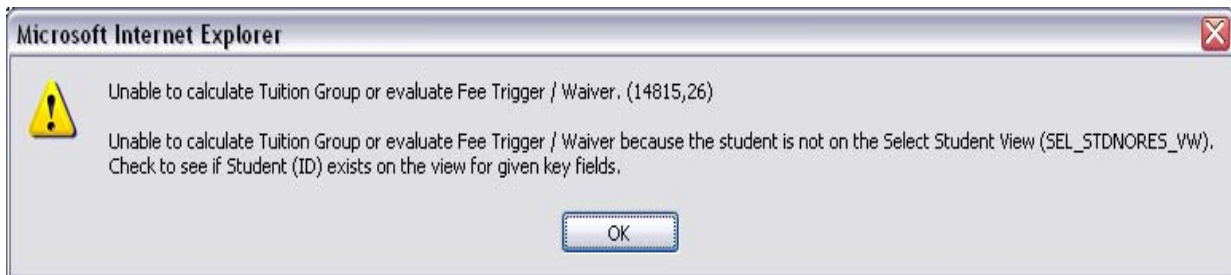 Microsoft Internet Explorer
Unable to calculate Tuition Group or evaluate Fee Trigger / Waiver. (14815,26)
Unable to calculate Tuition Group or evaluate Fee Trigger / Waiver because the student is not on the Select Student View (SEL_STDNORES_VW).
Check to see if Student (ID) exists on the view for given key fields.
OK